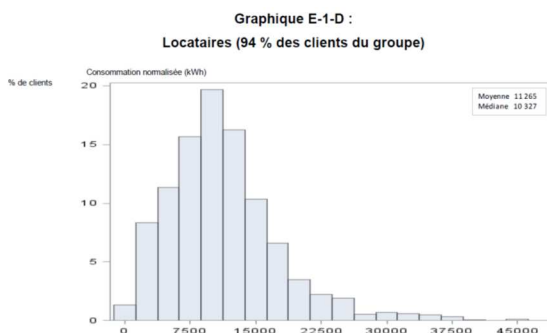 Graphique E-1-D :
Locataires (94 % des clients du groupe)
Consommation normalisée (kWh)
% de clients
20
Moyenne 11 265
Médiane 10 327
15
10
5
0
0 7500 15000 22500 30000 37500 45000